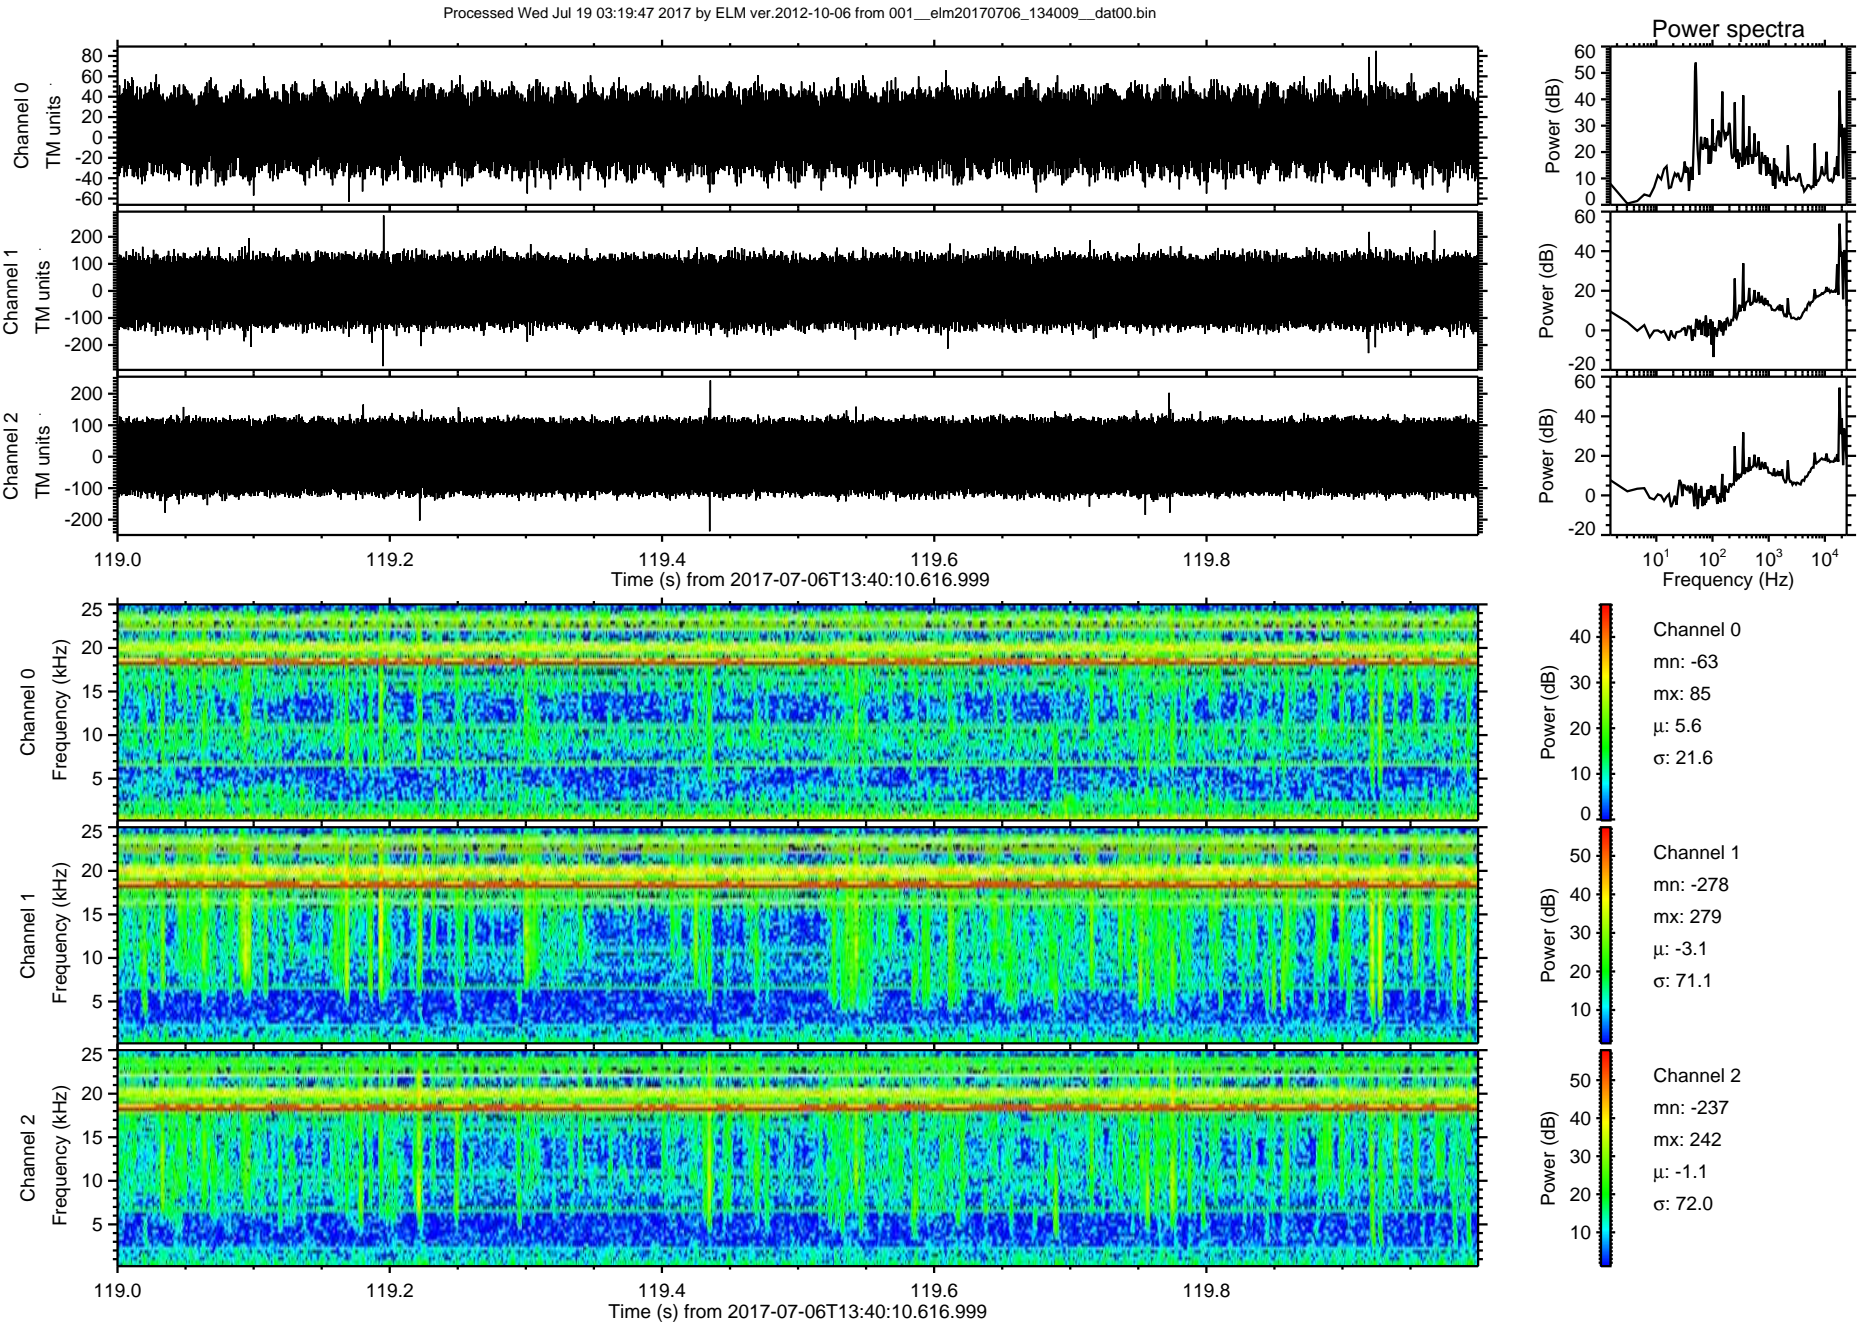 Processed Wed Jul 19 03:19:47 2017 by ELM ver.2012-10-06 from 001__elm20170706_134009__dat00.bin
Power spectra
Channel 0
TM units
80
60
40
20
0
-20
-40
-60
Power (dB)
60
50
40
30
20
10
0
Channel 1
TM units
200
100
0
-100
-200
Power (dB)
60
40
20
0
-20
Channel 2
TM units
200
100
0
-100
-200
Power (dB)
60
40
20
0
-20
119.0 119.2 119.4 119.6 119.8
Time (s) from 2017-07-06T13:40:10.616.999
10^1 10^2 10^3 10^4
Frequency (Hz)
Channel 0
Frequency (kHz)
25
20
15
10
5
Power (dB)
40
30
20
10
0
Channel 0
mn: -63
mx: 85
μ: 5.6
σ: 21.6
Channel 1
Frequency (kHz)
25
20
15
10
5
Power (dB)
50
40
30
20
10
Channel 1
mn: -278
mx: 279
μ: -3.1
σ: 71.1
Channel 2
Frequency (kHz)
25
20
15
10
5
Power (dB)
50
40
30
20
10
Channel 2
mn: -237
mx: 242
μ: -1.1
σ: 72.0
119.0 119.2 119.4 119.6 119.8
Time (s) from 2017-07-06T13:40:10.616.999